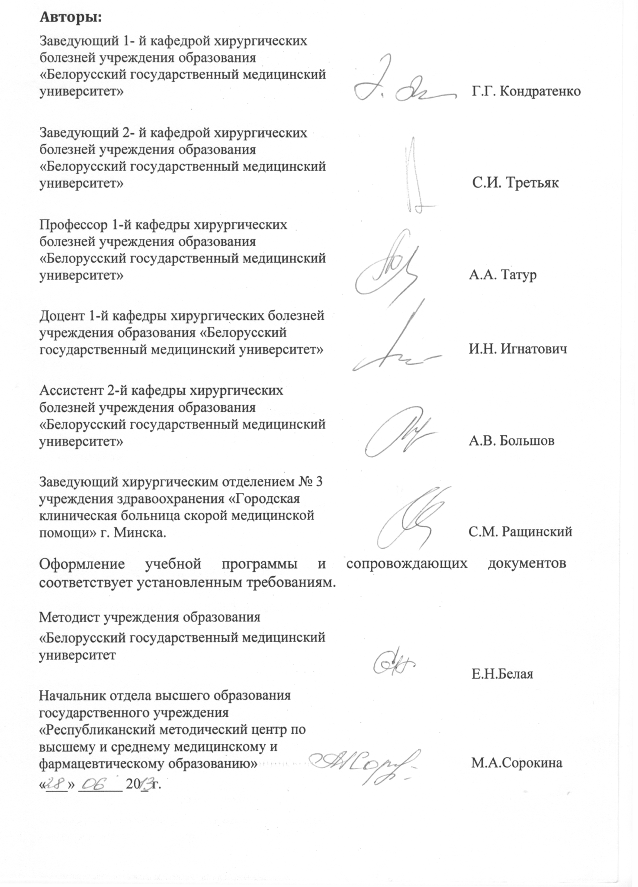 Авторы:
Заведующий 1- й кафедрой хирургических
болезней учреждения образования
«Белорусский государственный медицинский
университет» Г.Г. Кондратенко
Заведующий 2- й кафедрой хирургических
болезней учреждения образования
«Белорусский государственный медицинский
университет» С.И. Третьяк
Профессор 1-й кафедры хирургических
болезней учреждения образования
«Белорусский государственный медицинский
университет» А.А. Татур
Доцент 1-й кафедры хирургических болезней
учреждения образования «Белорусский
государственный медицинский университет» И.Н. Игнатович
Ассистент 2-й кафедры хирургических
болезней учреждения образования
«Белорусский государственный медицинский
университет» А.В. Большов
Заведующий хирургическим отделением № 3
учреждения здравоохранения «Городская
клиническая больница скорой медицинской
помощи» г. Минска. С.М. Ращинский
Оформление учебной программы и сопровождающих документов
соответствует установленным требованиям.
Методист учреждения образования
«Белорусский государственный медицинский
университет Е.Н.Белая
Начальник отдела высшего образования
государственного учреждения
«Республиканский методический центр по
высшему и среднему медицинскому и
фармацевтическому образованию» М.А.Сорокина
«28» 06 2013 г.